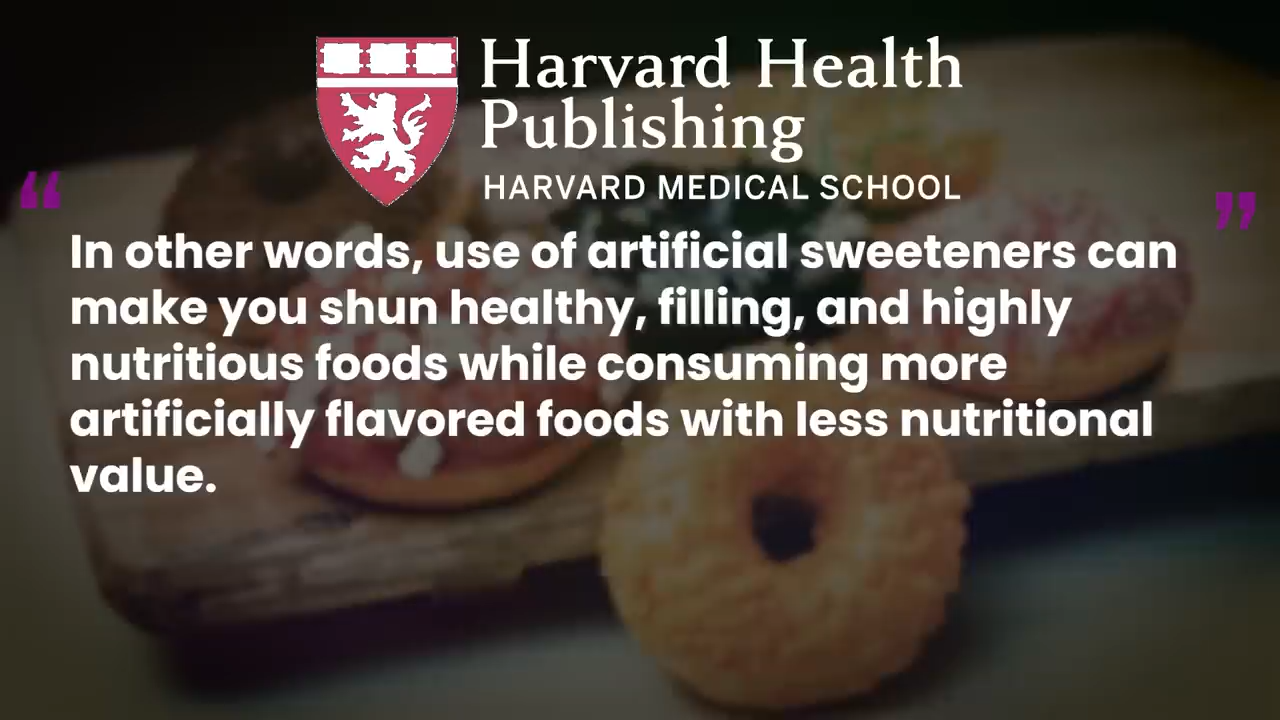 Harvard Health
Publishing
HARVARD MEDICAL SCHOOL
“ ”
In other words, use of artificial sweeteners can
make you shun healthy, filling, and highly
nutritious foods while consuming more
artificially flavored foods with less nutritional
value.